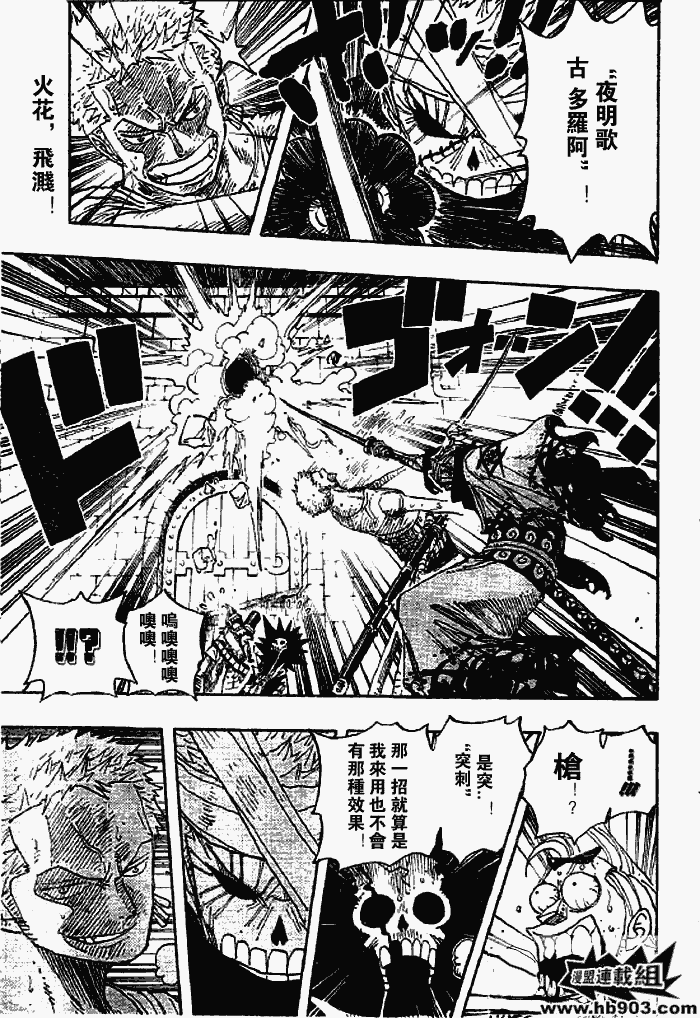 “夜明歌
古多羅阿”！
火花，飛濺！
ゴォン!!
ドド
嗚噢噢噢
噢噢！
!!?
槍！？
是突…！
“突刺”
那一招就算是
我來用也不會
有那種效果！
漫盟連載組
www.hb903.com